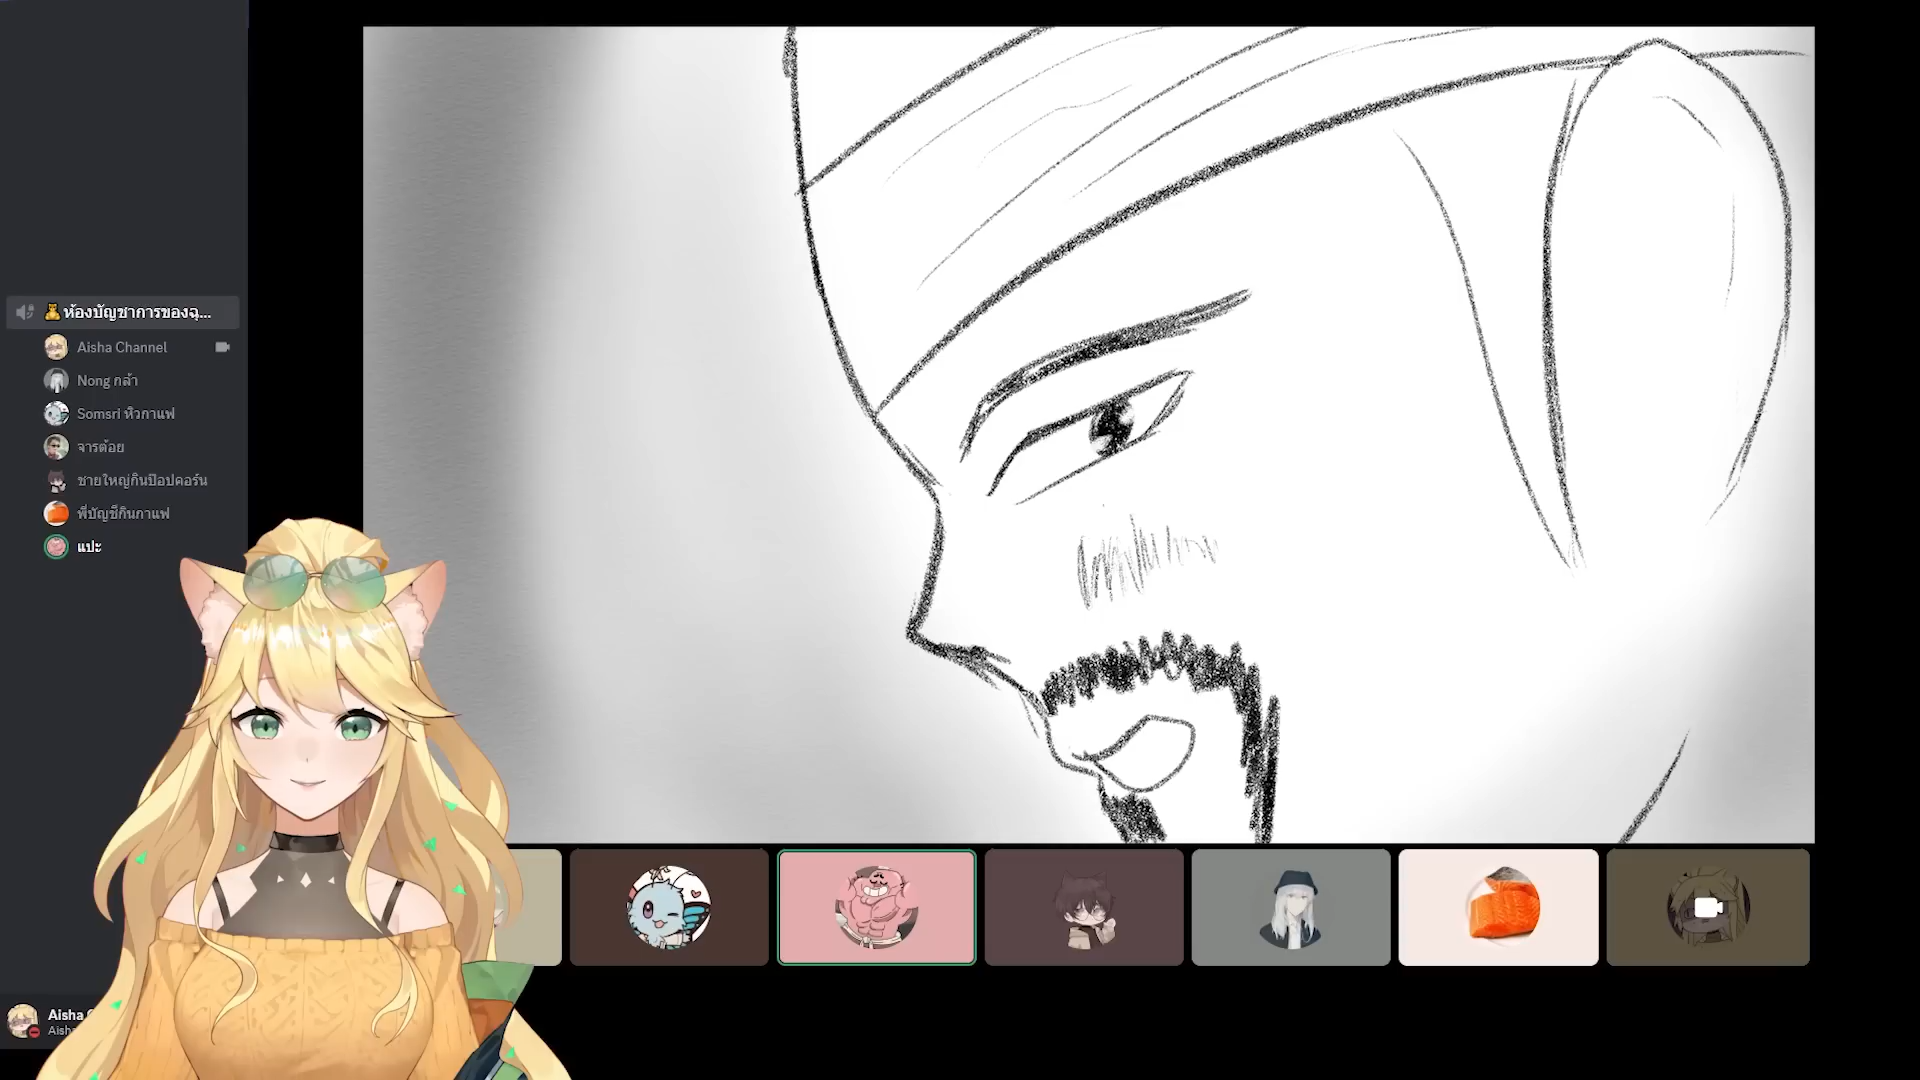 ห้องบัญชาการของฉุ...
Aisha Channel
Nong กล้า
Somsri หิวกาแฟ
จารต้อย
ชายใหญ่กินป๊อปคอร์น
พี่บัญชีกินกาแฟ
แปะ
Aisha
Aisha